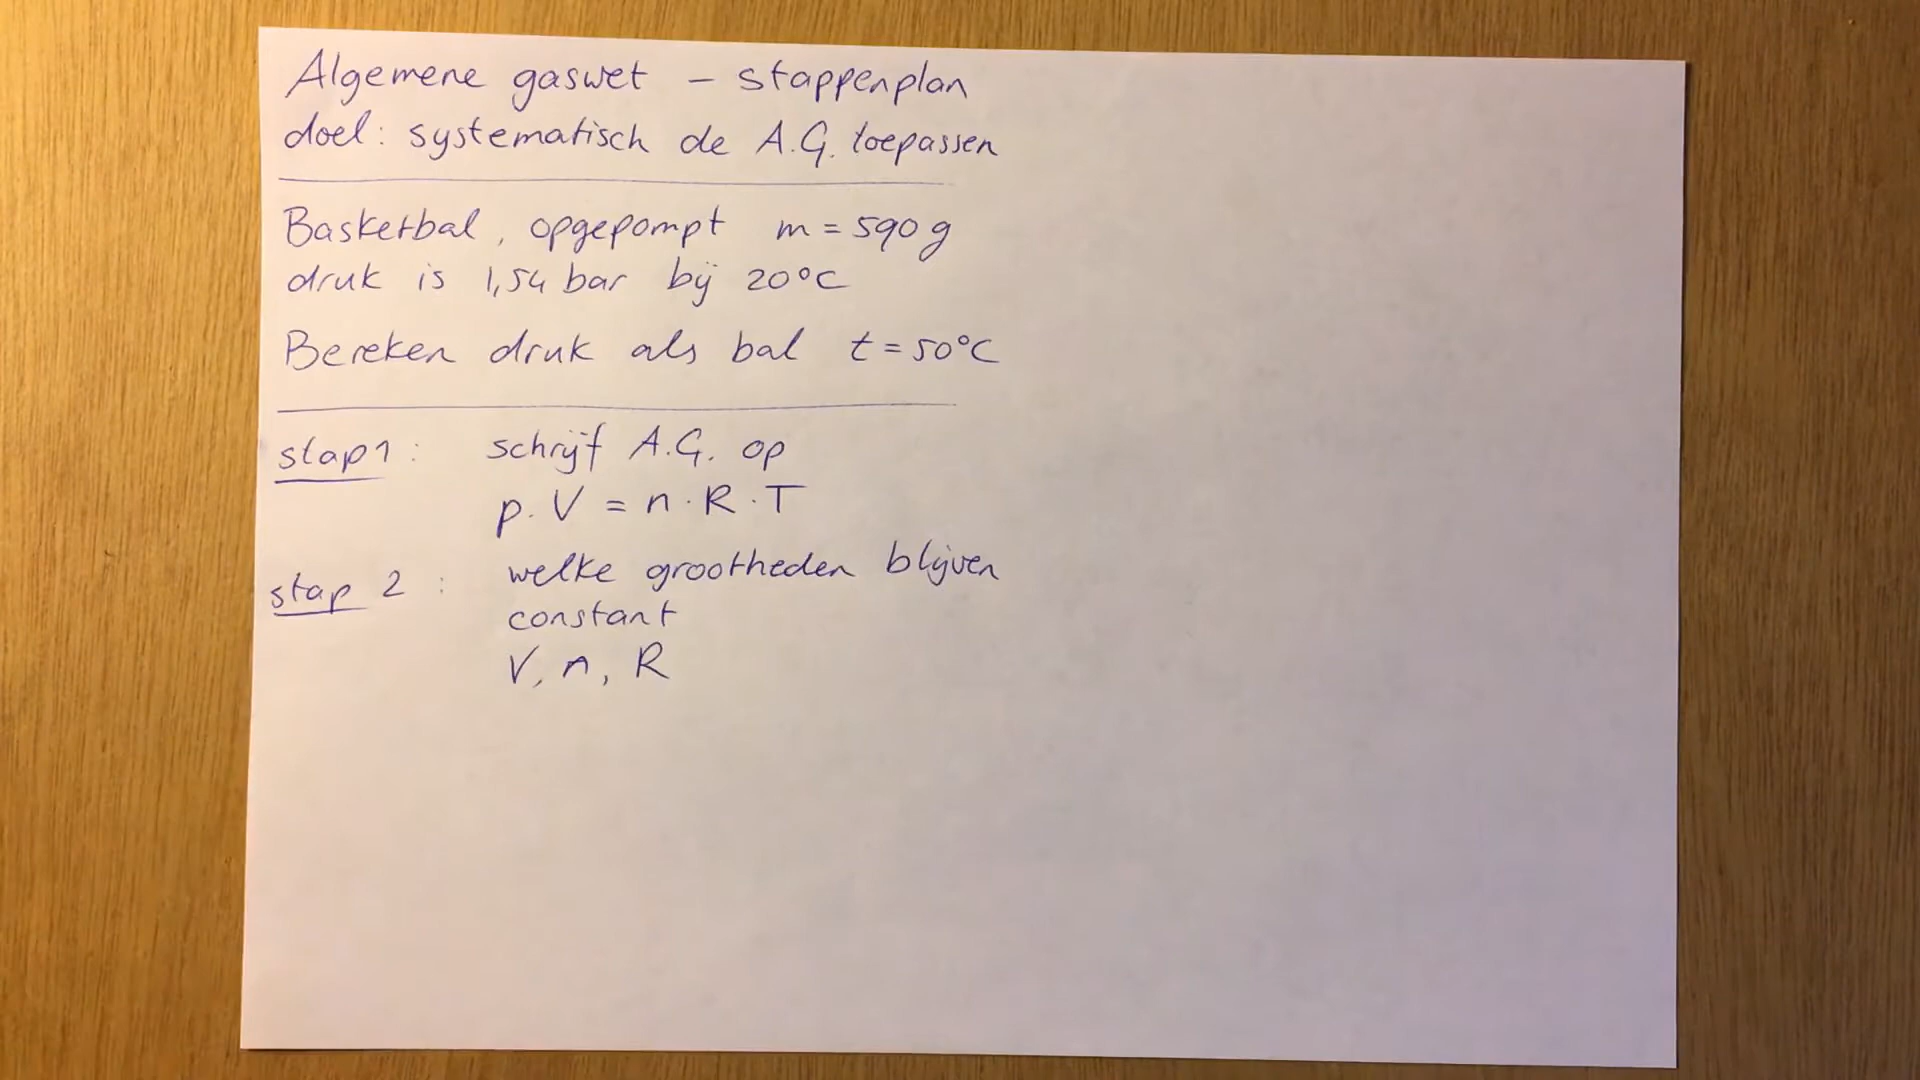 Algemene gaswet – stappenplan
doel: systematisch de A.G. toepassen
Basketbal, opgepompt m = 590 g
druk is 1,54 bar bij 20°C
Bereken druk als bal t = 50°C
stap 1: schrijf A.G. op
p. V = n · R · T
stap 2: welke grootheden blijven
constant
V, n, R